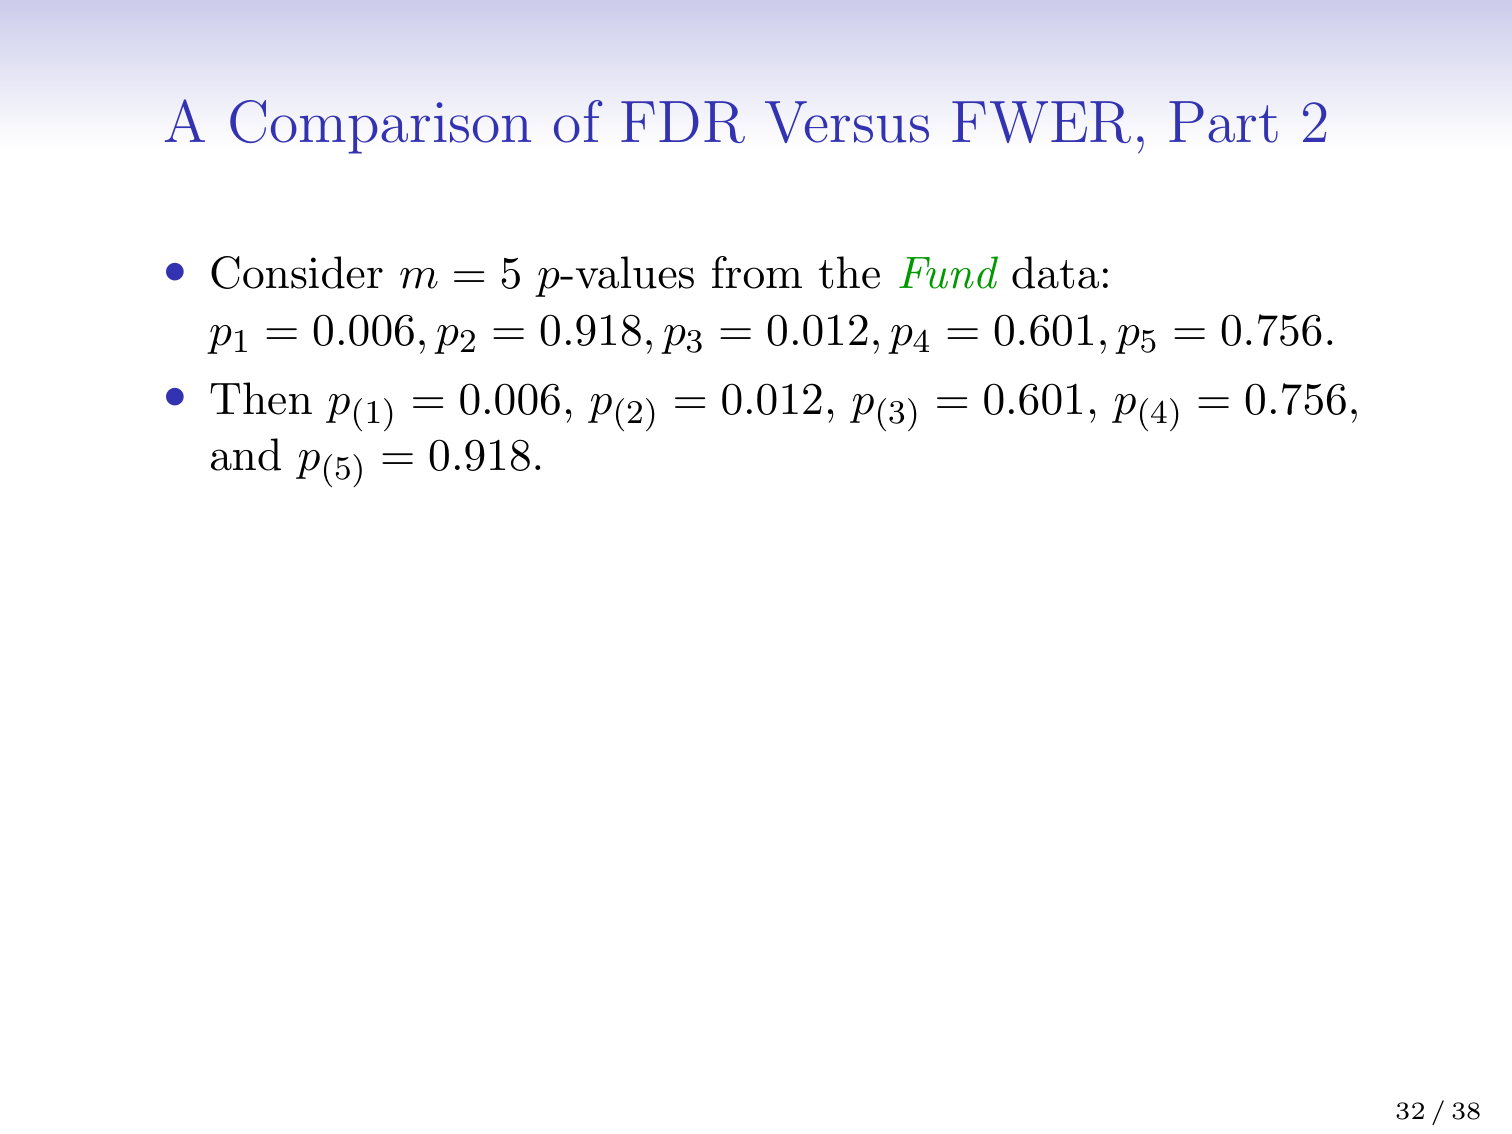 A Comparison of FDR Versus FWER, Part 2
• Consider m = 5 p-values from the Fund data:
p₁ = 0.006, p₂ = 0.918, p₃ = 0.012, p₄ = 0.601, p₅ = 0.756.
• Then p₍₁₎ = 0.006, p₍₂₎ = 0.012, p₍₃₎ = 0.601, p₍₄₎ = 0.756,
and p₍₅₎ = 0.918.
32 / 38